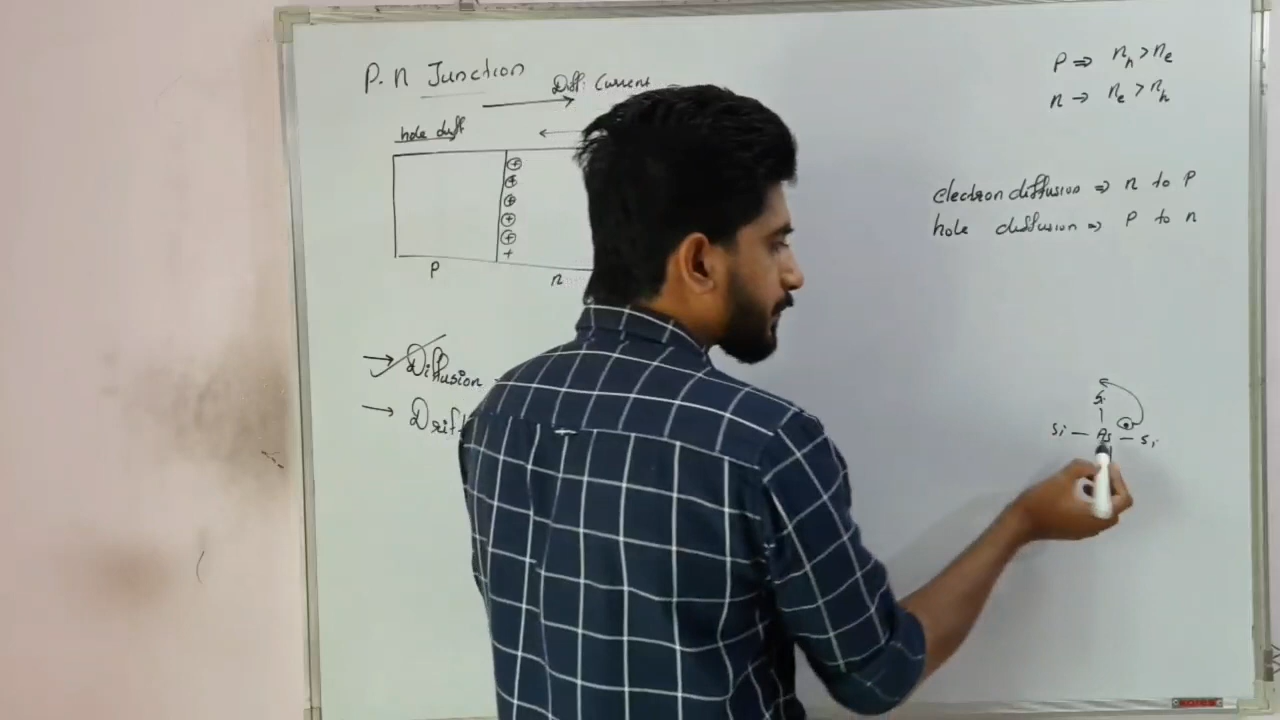 P.n Junction
Diff. Current
hole diff
+
+
+
+
+
+
P
n
→ Diffusion
→ Drift
P ⇒ nh > ne
n → ne > nh
electron diffusion ⇒ n to P
hole diffusion ⇒ P to n
Si
Si — As — Si